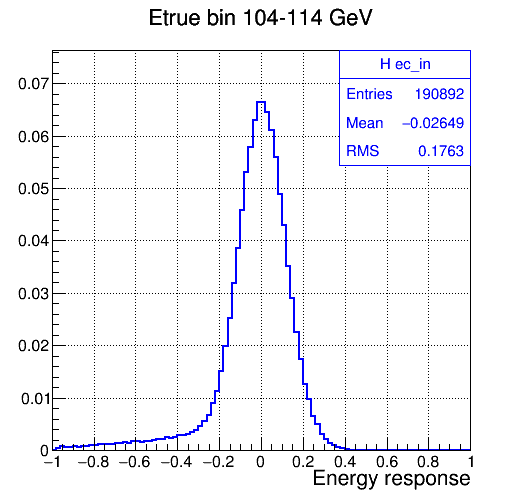 Etrue bin 104-114 GeV
H ec_in
Entries 190892
Mean −0.02649
RMS 0.1763
0.07
0.06
0.05
0.04
0.03
0.02
0.01
0
−1 −0.8 −0.6 −0.4 −0.2 0 0.2 0.4 0.6 0.8 1
Energy response